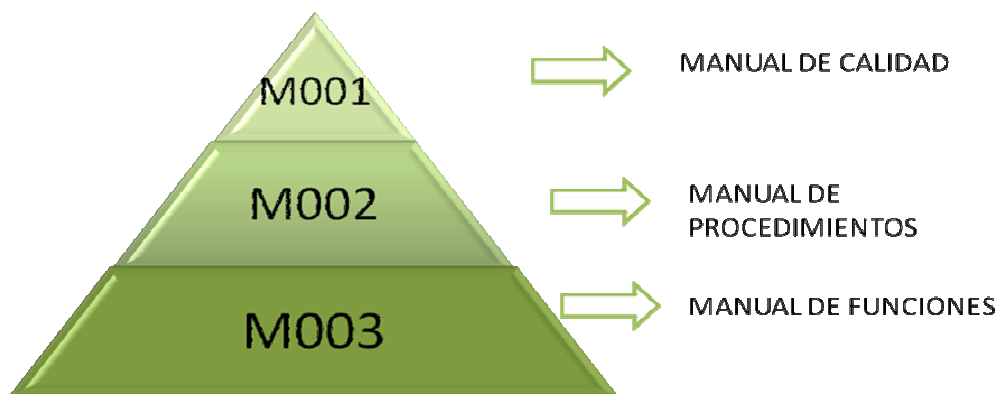 M001
MANUAL DE CALIDAD
M002
MANUAL DE
PROCEDIMIENTOS
M003
MANUAL DE FUNCIONES